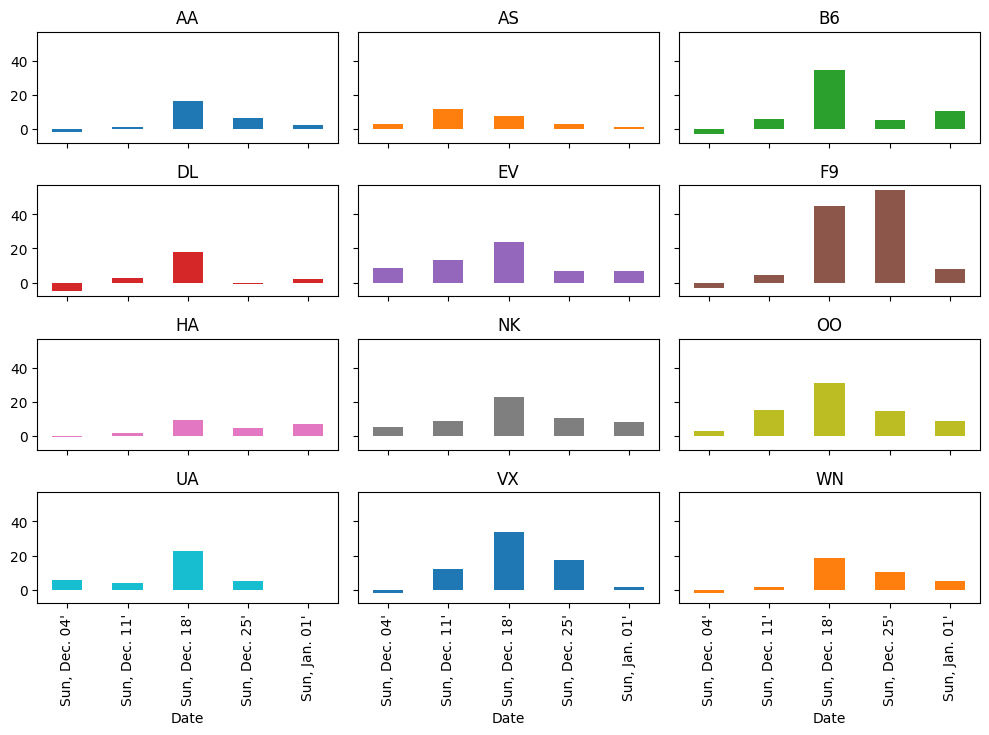 AA AS B6
40
20
0
DL EV F9
40
20
0
HA NK OO
40
20
0
UA VX WN
40
20
0
Sun, Dec. 04' Sun, Dec. 11' Sun, Dec. 18' Sun, Dec. 25' Sun, Jan. 01' Sun, Dec. 04' Sun, Dec. 11' Sun, Dec. 18' Sun, Dec. 25' Sun, Jan. 01' Sun, Dec. 04' Sun, Dec. 11' Sun, Dec. 18' Sun, Dec. 25' Sun, Jan. 01'
Date Date Date